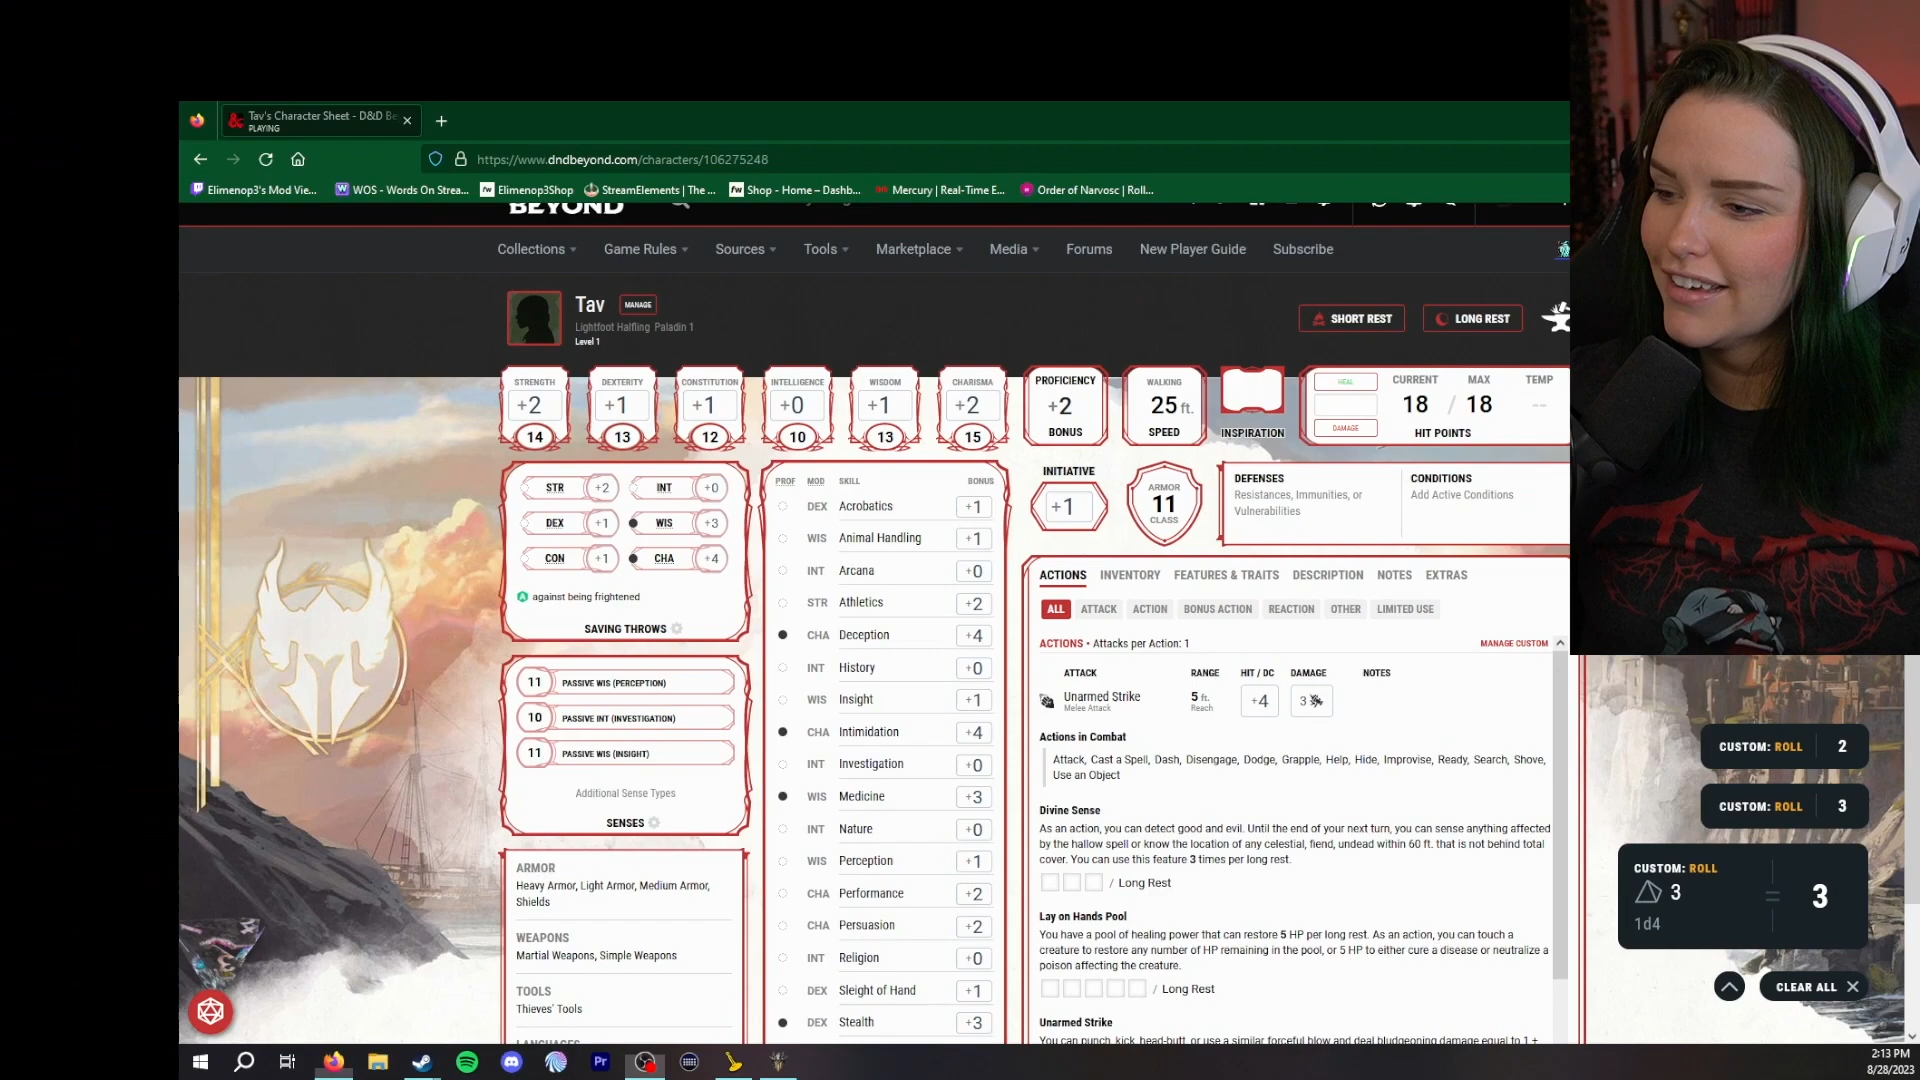 Tav's Character Sheet - D&D Be
PLAYING
https://www.dndbeyond.com/characters/106275248
Elimenop3's Mod Vie...
WOS - Words On Strea...
Elimenop3Shop
StreamElements | The ...
Shop - Home – Dashb...
Mercury | Real-Time E...
Order of Narvosc | Roll...
BEYOND
Collections
Game Rules
Sources
Tools
Marketplace
Media
Forums
New Player Guide
Subscribe
Tav
MANAGE
Lightfoot Halfling Paladin 1
Level 1
SHORT REST
LONG REST
STRENGTH
+2
14
DEXTERITY
+1
13
CONSTITUTION
+1
12
INTELLIGENCE
+0
10
WISDOM
+1
13
CHARISMA
+2
15
PROFICIENCY
+2
BONUS
WALKING
25 ft.
SPEED
INSPIRATION
HEAL
DAMAGE
CURRENT
18
/
MAX
18
TEMP
--
HIT POINTS
STR +2
INT +0
DEX +1
WIS +3
CON +1
CHA +4
against being frightened
SAVING THROWS
11 PASSIVE WIS (PERCEPTION)
10 PASSIVE INT (INVESTIGATION)
11 PASSIVE WIS (INSIGHT)
Additional Sense Types
SENSES
ARMOR
Heavy Armor, Light Armor, Medium Armor,
Shields
WEAPONS
Martial Weapons, Simple Weapons
TOOLS
Thieves' Tools
PROF MOD SKILL BONUS
DEX Acrobatics +1
WIS Animal Handling +1
INT Arcana +0
STR Athletics +2
CHA Deception +4
INT History +0
WIS Insight +1
CHA Intimidation +4
INT Investigation +0
WIS Medicine +3
INT Nature +0
WIS Perception +1
CHA Performance +2
CHA Persuasion +2
INT Religion +0
DEX Sleight of Hand +1
DEX Stealth +3
INITIATIVE
+1
ARMOR
11
CLASS
DEFENSES
Resistances, Immunities, or
Vulnerabilities
CONDITIONS
Add Active Conditions
ACTIONS INVENTORY FEATURES & TRAITS DESCRIPTION NOTES EXTRAS
ALL ATTACK ACTION BONUS ACTION REACTION OTHER LIMITED USE
ACTIONS • Attacks per Action: 1
MANAGE CUSTOM
ATTACK RANGE HIT / DC DAMAGE NOTES
Unarmed Strike
Melee Attack
5 ft.
Reach
+4
3
Actions in Combat
Attack, Cast a Spell, Dash, Disengage, Dodge, Grapple, Help, Hide, Improvise, Ready, Search, Shove,
Use an Object
Divine Sense
As an action, you can detect good and evil. Until the end of your next turn, you can sense anything affected
by the hallow spell or know the location of any celestial, fiend, undead within 60 ft. that is not behind total
cover. You can use this feature 3 times per long rest.
/ Long Rest
Lay on Hands Pool
You have a pool of healing power that can restore 5 HP per long rest. As an action, you can touch a
creature to restore any number of HP remaining in the pool, or 5 HP to either cure a disease or neutralize a
poison affecting the creature.
/ Long Rest
Unarmed Strike
You can punch, kick, head-butt, or use a similar forceful blow and deal bludgeoning damage equal to 1 +
CUSTOM: ROLL 2
CUSTOM: ROLL 3
CUSTOM: ROLL
3 = 3
1d4
CLEAR ALL
Pr
2:13 PM
8/28/2023